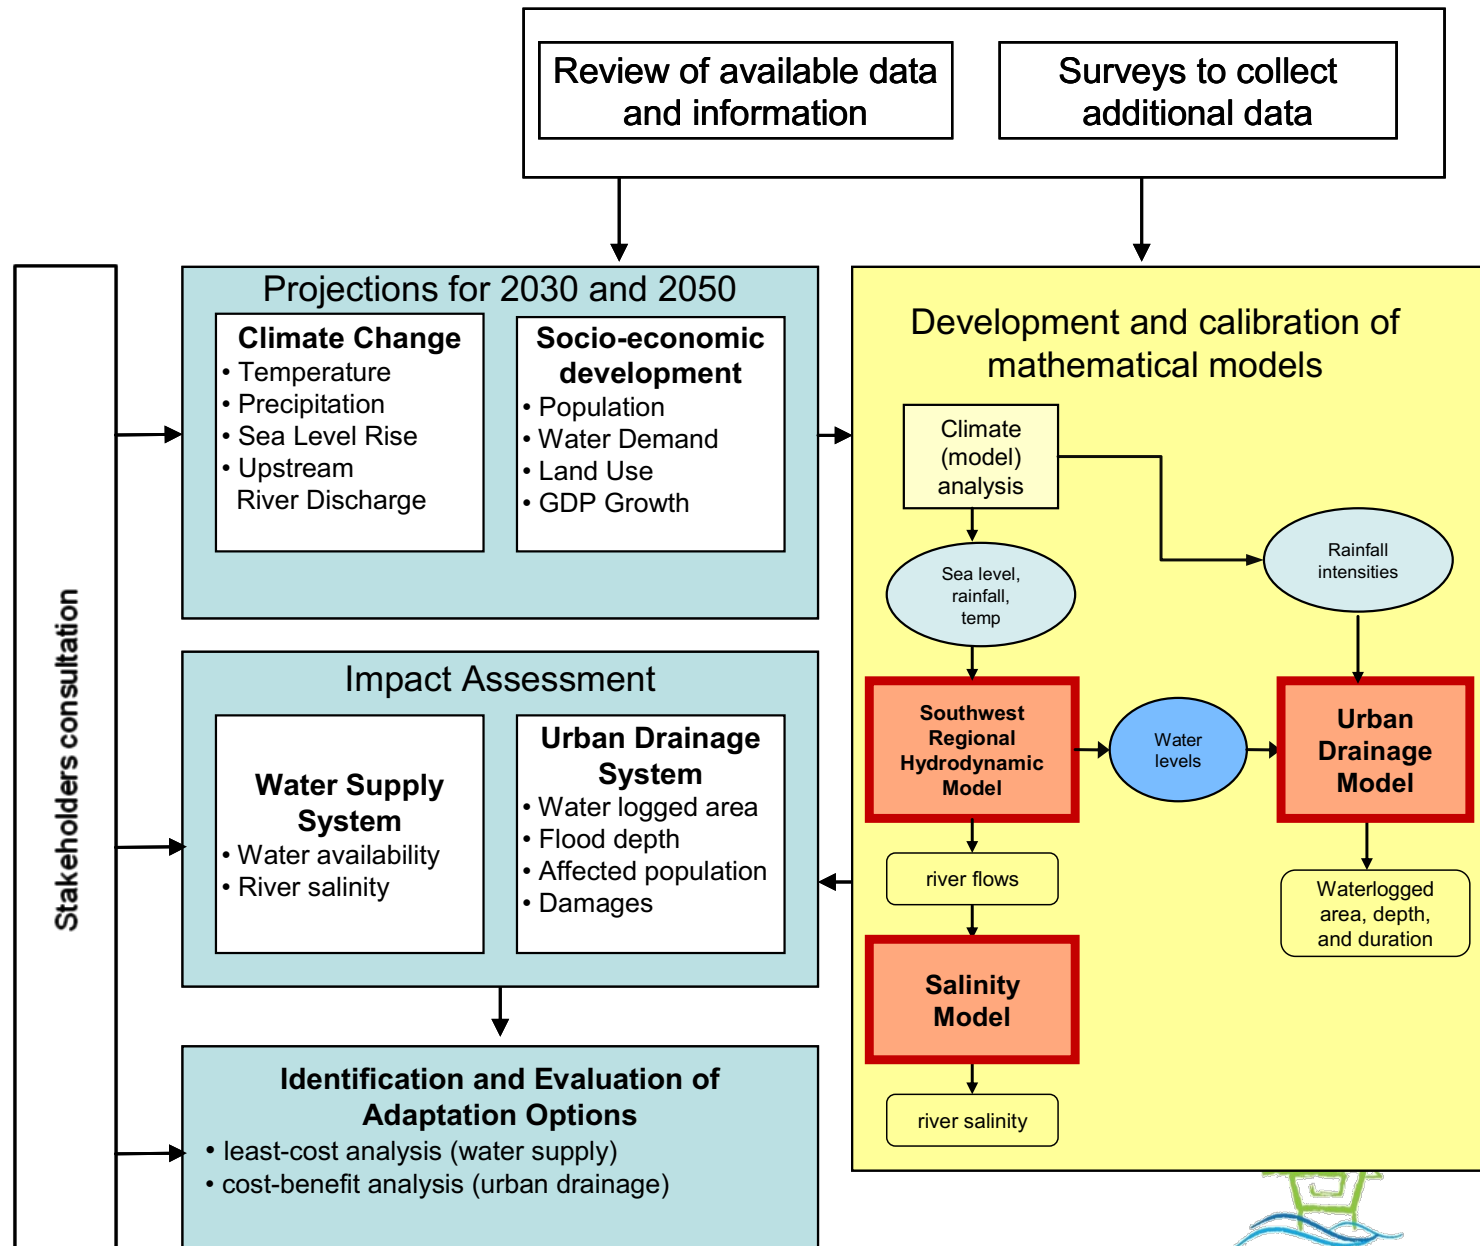 Review of available data
and information
Surveys to collect
additional data
Stakeholders consultation
Projections for 2030 and 2050
Climate Change
• Temperature
• Precipitation
• Sea Level Rise
• Upstream
River Discharge
Socio-economic
development
• Population
• Water Demand
• Land Use
• GDP Growth
Impact Assessment
Water Supply
System
• Water availability
• River salinity
Urban Drainage
System
• Water logged area
• Flood depth
• Affected population
• Damages
Identification and Evaluation of
Adaptation Options
• least-cost analysis (water supply)
• cost-benefit analysis (urban drainage)
Development and calibration of
mathematical models
Climate
(model)
analysis
Sea level,
rainfall,
temp
Rainfall
intensities
Southwest
Regional
Hydrodynamic
Model
Water
levels
Urban
Drainage
Model
river flows
Waterlogged
area, depth,
and duration
Salinity
Model
river salinity